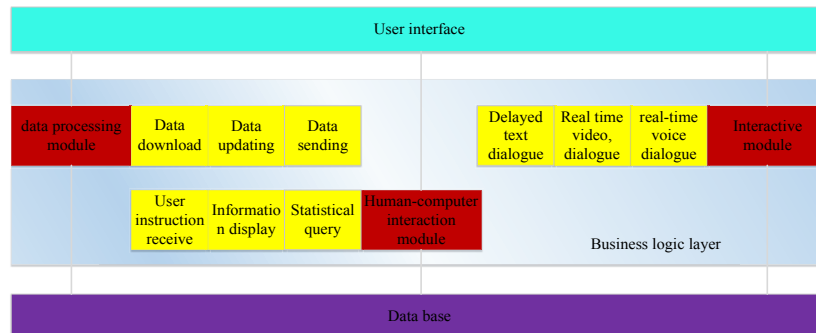 User interface
data processing
module
Data
download
Data
updating
Data
sending
Delayed
text
dialogue
Real time
video,
dialogue
real-time
voice
dialogue
Interactive
module
User
instruction
receive
Informatio
n display
Statistical
query
Human-computer
interaction
module
Business logic layer
Data base